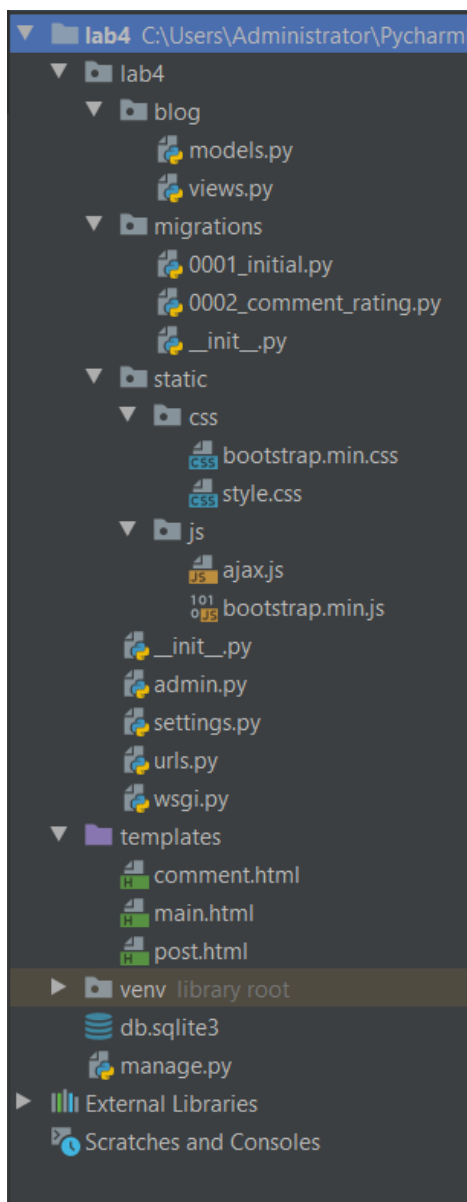 lab4 C:\Users\Administrator\Pycharm
lab4
blog
models.py
views.py
migrations
0001_initial.py
0002_comment_rating.py
__init__.py
static
css
bootstrap.min.css
style.css
js
ajax.js
bootstrap.min.js
__init__.py
admin.py
settings.py
urls.py
wsgi.py
templates
comment.html
main.html
post.html
venv library root
db.sqlite3
manage.py
External Libraries
Scratches and Consoles